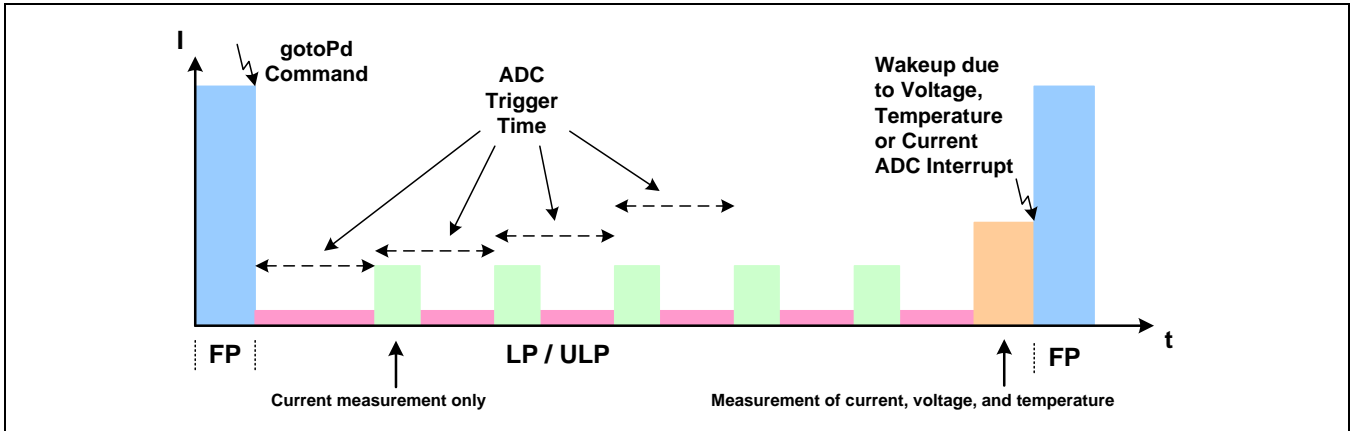 I
gotoPd
Command
ADC
Trigger
Time
Wakeup due
to Voltage,
Temperature
or Current
ADC Interrupt
t
FP
LP / ULP
FP
Current measurement only
Measurement of current, voltage, and temperature